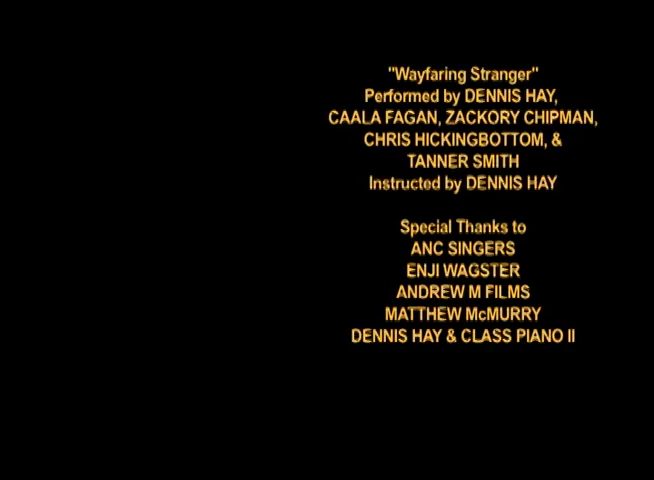 "Wayfaring Stranger"
Performed by DENNIS HAY,
CAALA FAGAN, ZACKORY CHIPMAN,
CHRIS HICKINGBOTTOM, &
TANNER SMITH
Instructed by DENNIS HAY
Special Thanks to
ANC SINGERS
ENJI WAGSTER
ANDREW M FILMS
MATTHEW McMURRY
DENNIS HAY & CLASS PIANO II